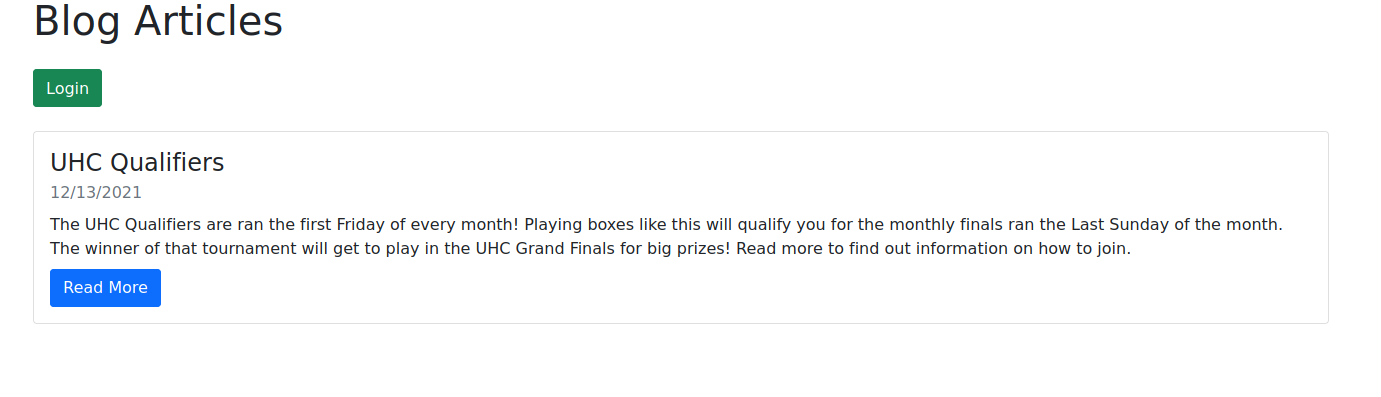 Blog Articles
Login
UHC Qualifiers
12/13/2021
The UHC Qualifiers are ran the first Friday of every month! Playing boxes like this will qualify you for the monthly finals ran the Last Sunday of the month.
The winner of that tournament will get to play in the UHC Grand Finals for big prizes! Read more to find out information on how to join.
Read More